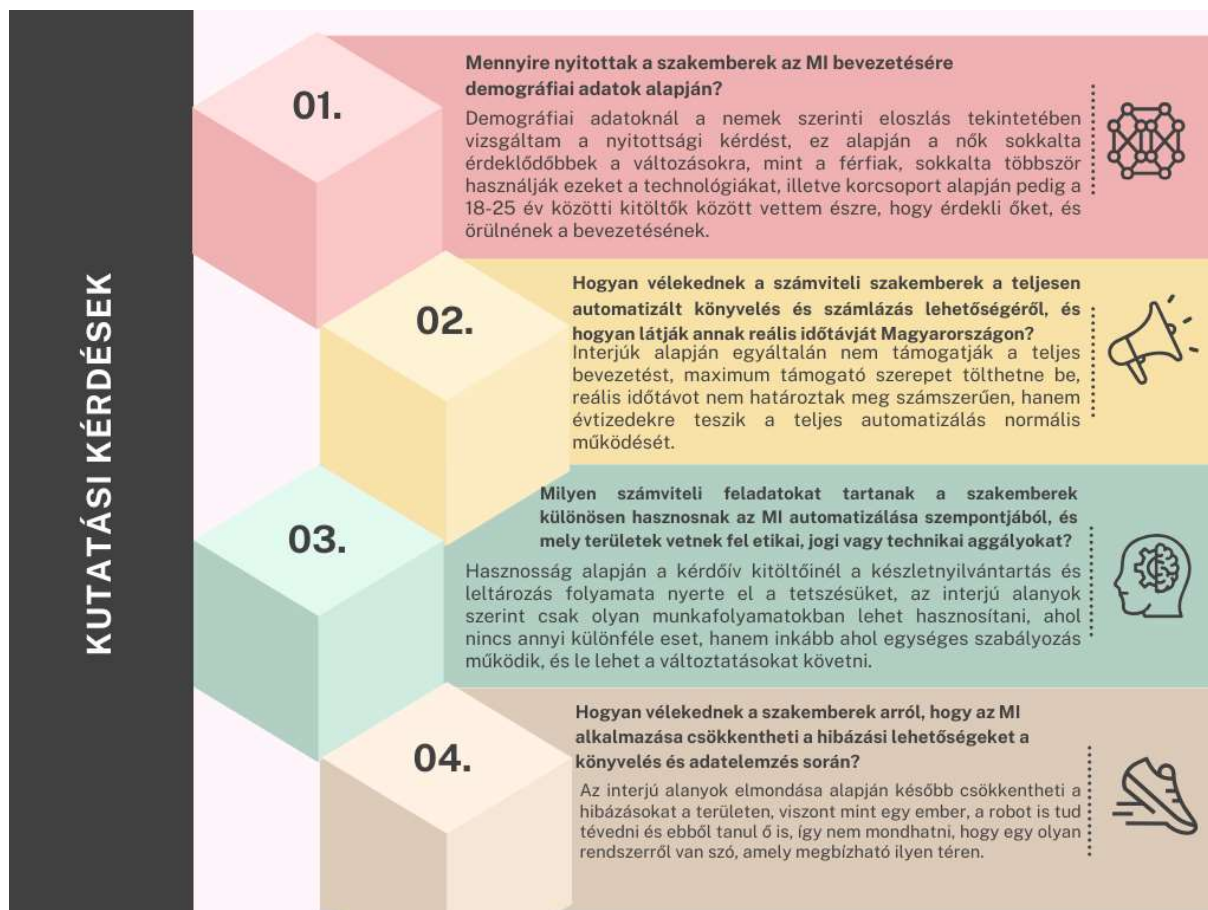 KUTATÁSI KÉRDÉSEK
01.
Mennyire nyitottak a szakemberek az MI bevezetésére
demográfiai adatok alapján?
Demográfiai adatoknál a nemek szerinti eloszlás tekintetében
vizsgáltam a nyitottsági kérdést, ez alapján a nők sokkalta
érdeklődőbbek a változásokra, mint a férfiak, sokkalta többször
használják ezeket a technológiákat, illetve korcsoport alapján pedig a
18-25 év közötti kitöltők között vettem észre, hogy érdekli őket, és
örülnének a bevezetésének.
02.
Hogyan vélekednek a számviteli szakemberek a teljesen
automatizált könyvelés és számlázás lehetőségéről, és
hogyan látják annak reális időtávját Magyarországon?
Interjúk alapján egyáltalán nem támogatják a teljes
bevezetést, maximum támogató szerepet tölthetne be,
reális időtávot nem határoztak meg számszerűen, hanem
évtizedekre teszik a teljes automatizálás normális
működését.
03.
Milyen számviteli feladatokat tartanak a szakemberek
különösen hasznosnak az MI automatizálása szempontjából, és
mely területek vetnek fel etikai, jogi vagy technikai aggályokat?
Hasznosság alapján a kérdőív kitöltőinél a készletnyilvántartás és
leltározás folyamata nyerte el a tetszésüket, az interjú alanyok
szerint csak olyan munkafolyamatokban lehet hasznosítani, ahol
nincs annyi különféle eset, hanem inkább ahol egységes szabályozás
működik, és le lehet a változtatásokat követni.
04.
Hogyan vélekednek a szakemberek arról, hogy az MI
alkalmazása csökkentheti a hibázási lehetőségeket a
könyvelés és adatelemzés során?
Az interjú alanyok elmondása alapján később csökkentheti a
hibázásokat a területen, viszont mint egy ember, a robot is tud
tévedni és ebből tanul ő is, így nem mondhatni, hogy egy olyan
rendszerről van szó, amely megbízható ilyen téren.